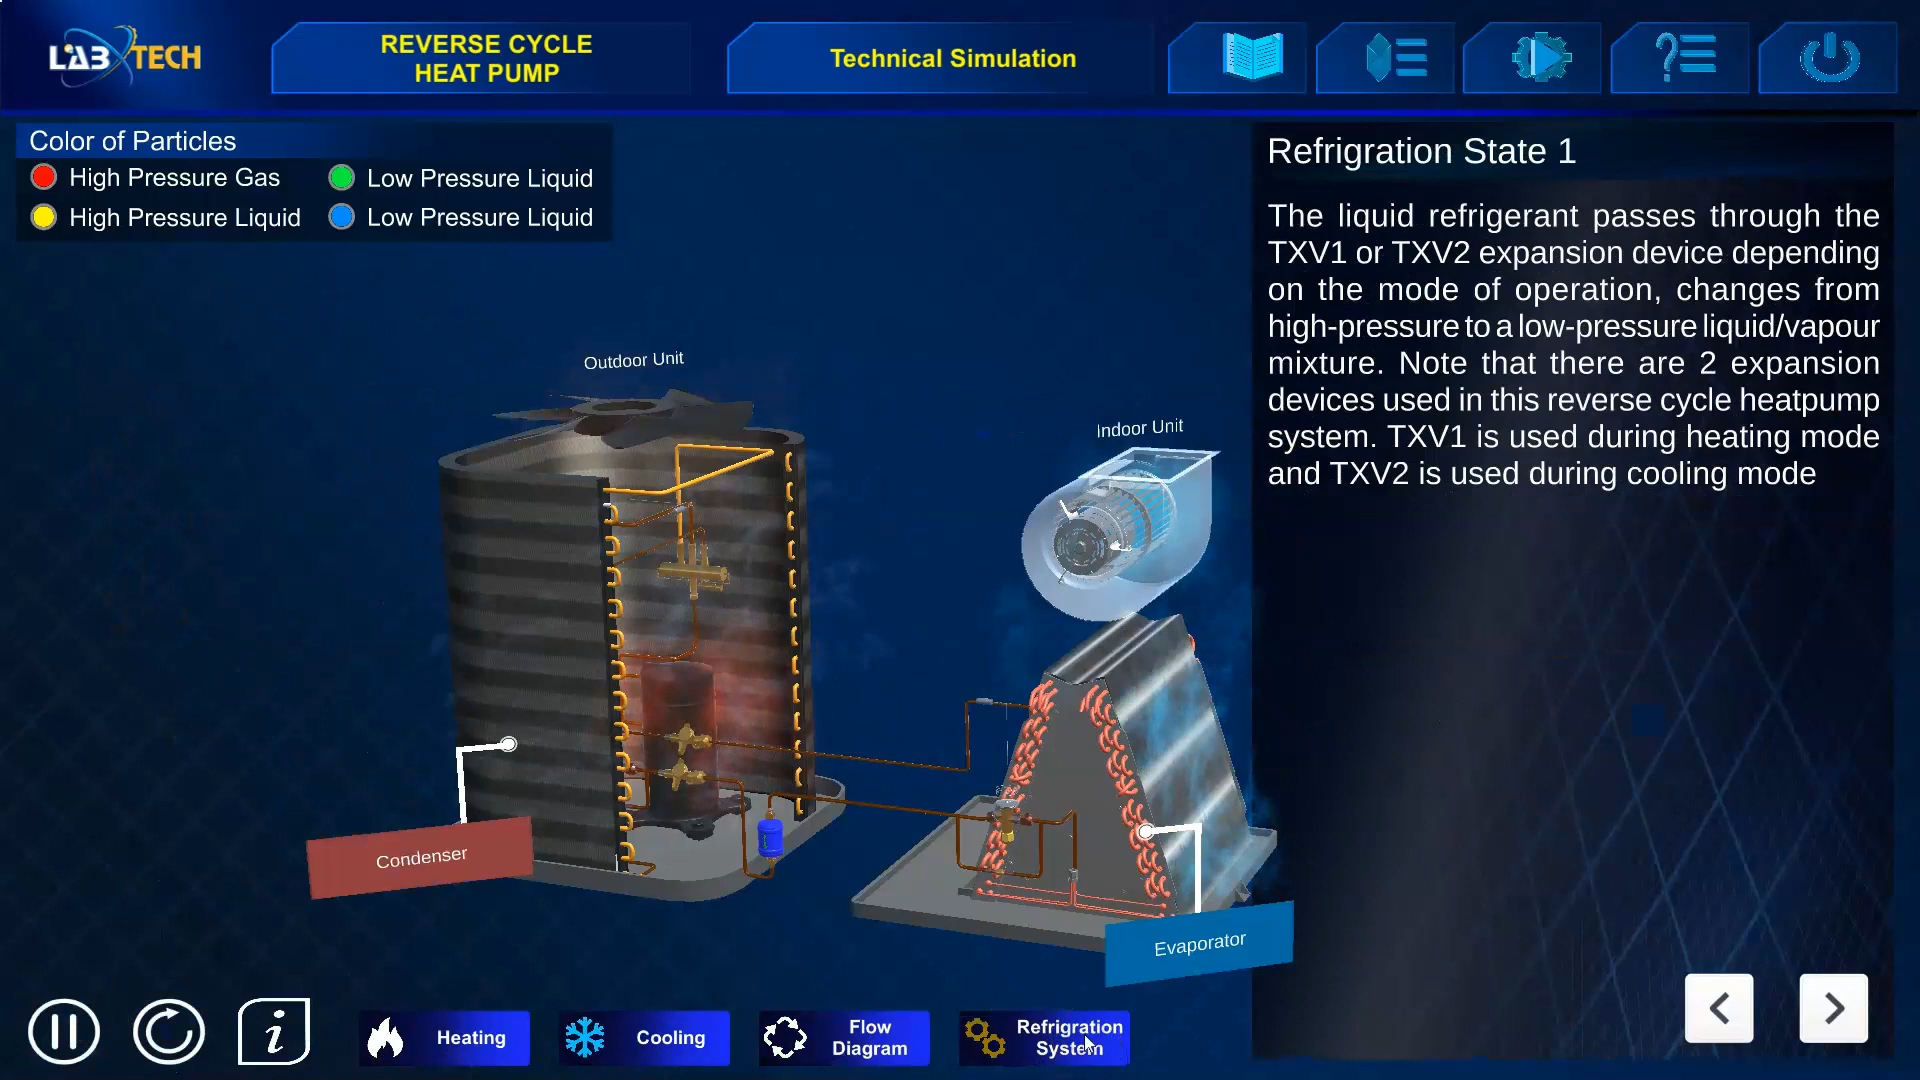 LABTECH
REVERSE CYCLE
HEAT PUMP
Technical Simulation
Color of Particles
High Pressure Gas
Low Pressure Liquid
High Pressure Liquid
Low Pressure Liquid
Refrigration State 1
The liquid refrigerant passes through the
TXV1 or TXV2 expansion device depending
on the mode of operation, changes from
high-pressure to a low-pressure liquid/vapour
mixture. Note that there are 2 expansion
devices used in this reverse cycle heatpump
system. TXV1 is used during heating mode
and TXV2 is used during cooling mode
Outdoor Unit
Indoor Unit
Condenser
Evaporator
Heating
Cooling
Flow
Diagram
Refrigration
System